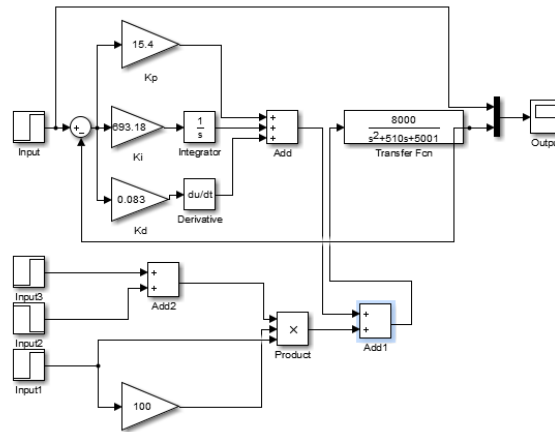 15.4
Kp
Input
+
-
693.18
Ki
1
s
Integrator
+
+
+
Add
8000
s²+510s+5001
Transfer Fcn
0.083
Kd
du/dt
Derivative
Input3
+
+
Add2
Input2
×
Product
+
+
Add1
Input1
100